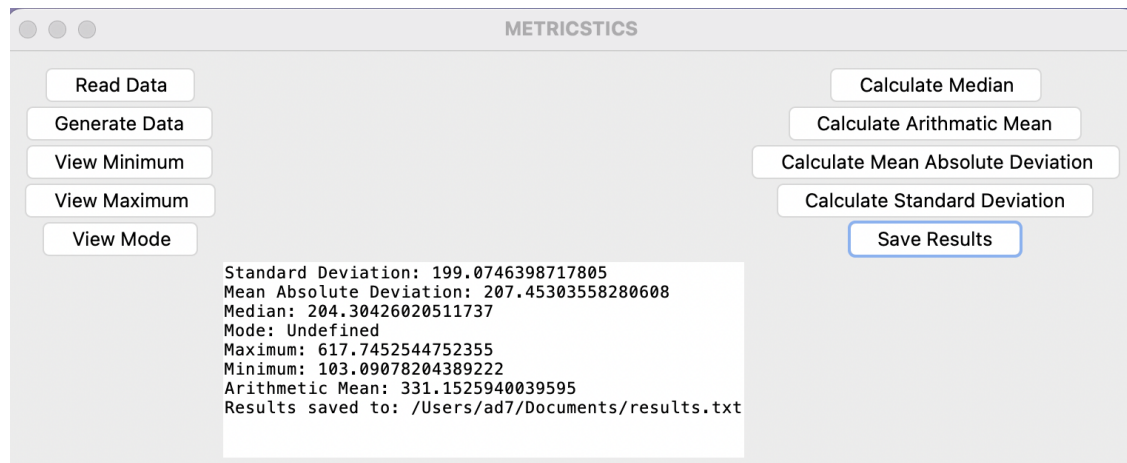 METRICSTICS
Read Data
Generate Data
View Minimum
View Maximum
View Mode
Calculate Median
Calculate Arithmatic Mean
Calculate Mean Absolute Deviation
Calculate Standard Deviation
Save Results
Standard Deviation: 199.0746398717805
Mean Absolute Deviation: 207.45303558280608
Median: 204.30426020511737
Mode: Undefined
Maximum: 617.7452544752355
Minimum: 103.09078204389222
Arithmetic Mean: 331.1525940039595
Results saved to: /Users/ad7/Documents/results.txt